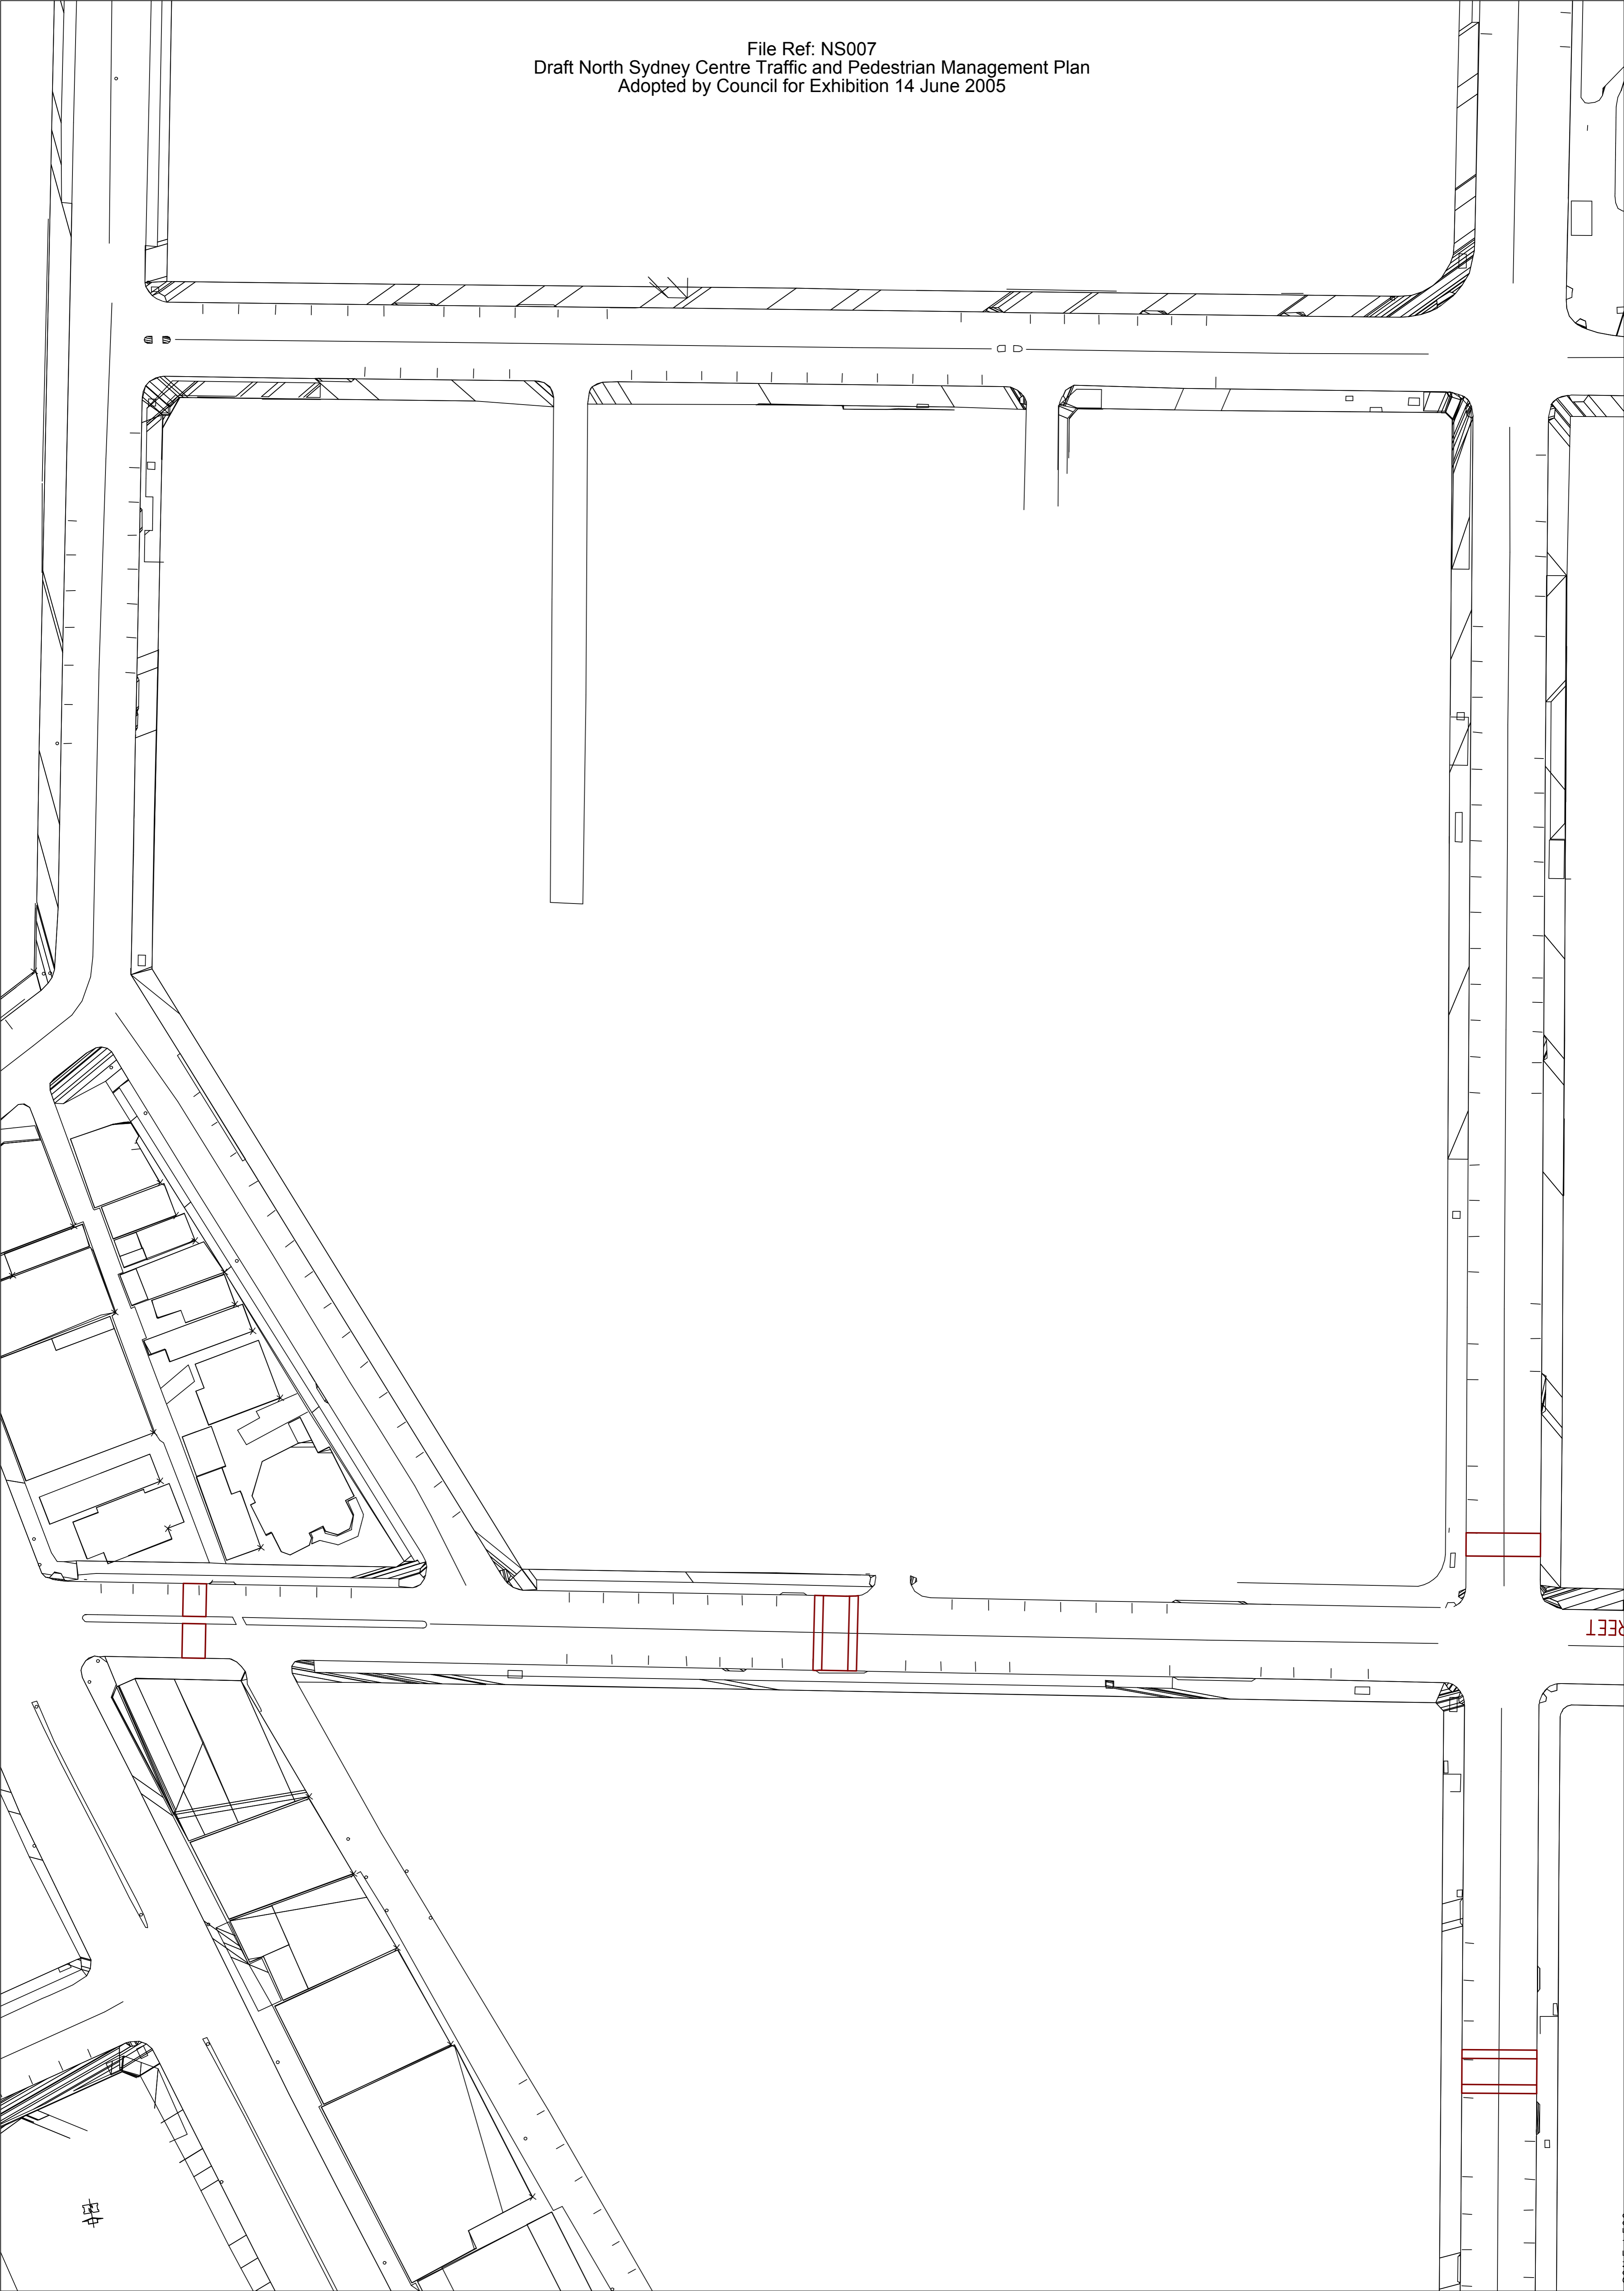 File Ref: NS007
Draft North Sydney Centre Traffic and Pedestrian Management Plan
Adopted by Council for Exhibition 14 June 2005
REET